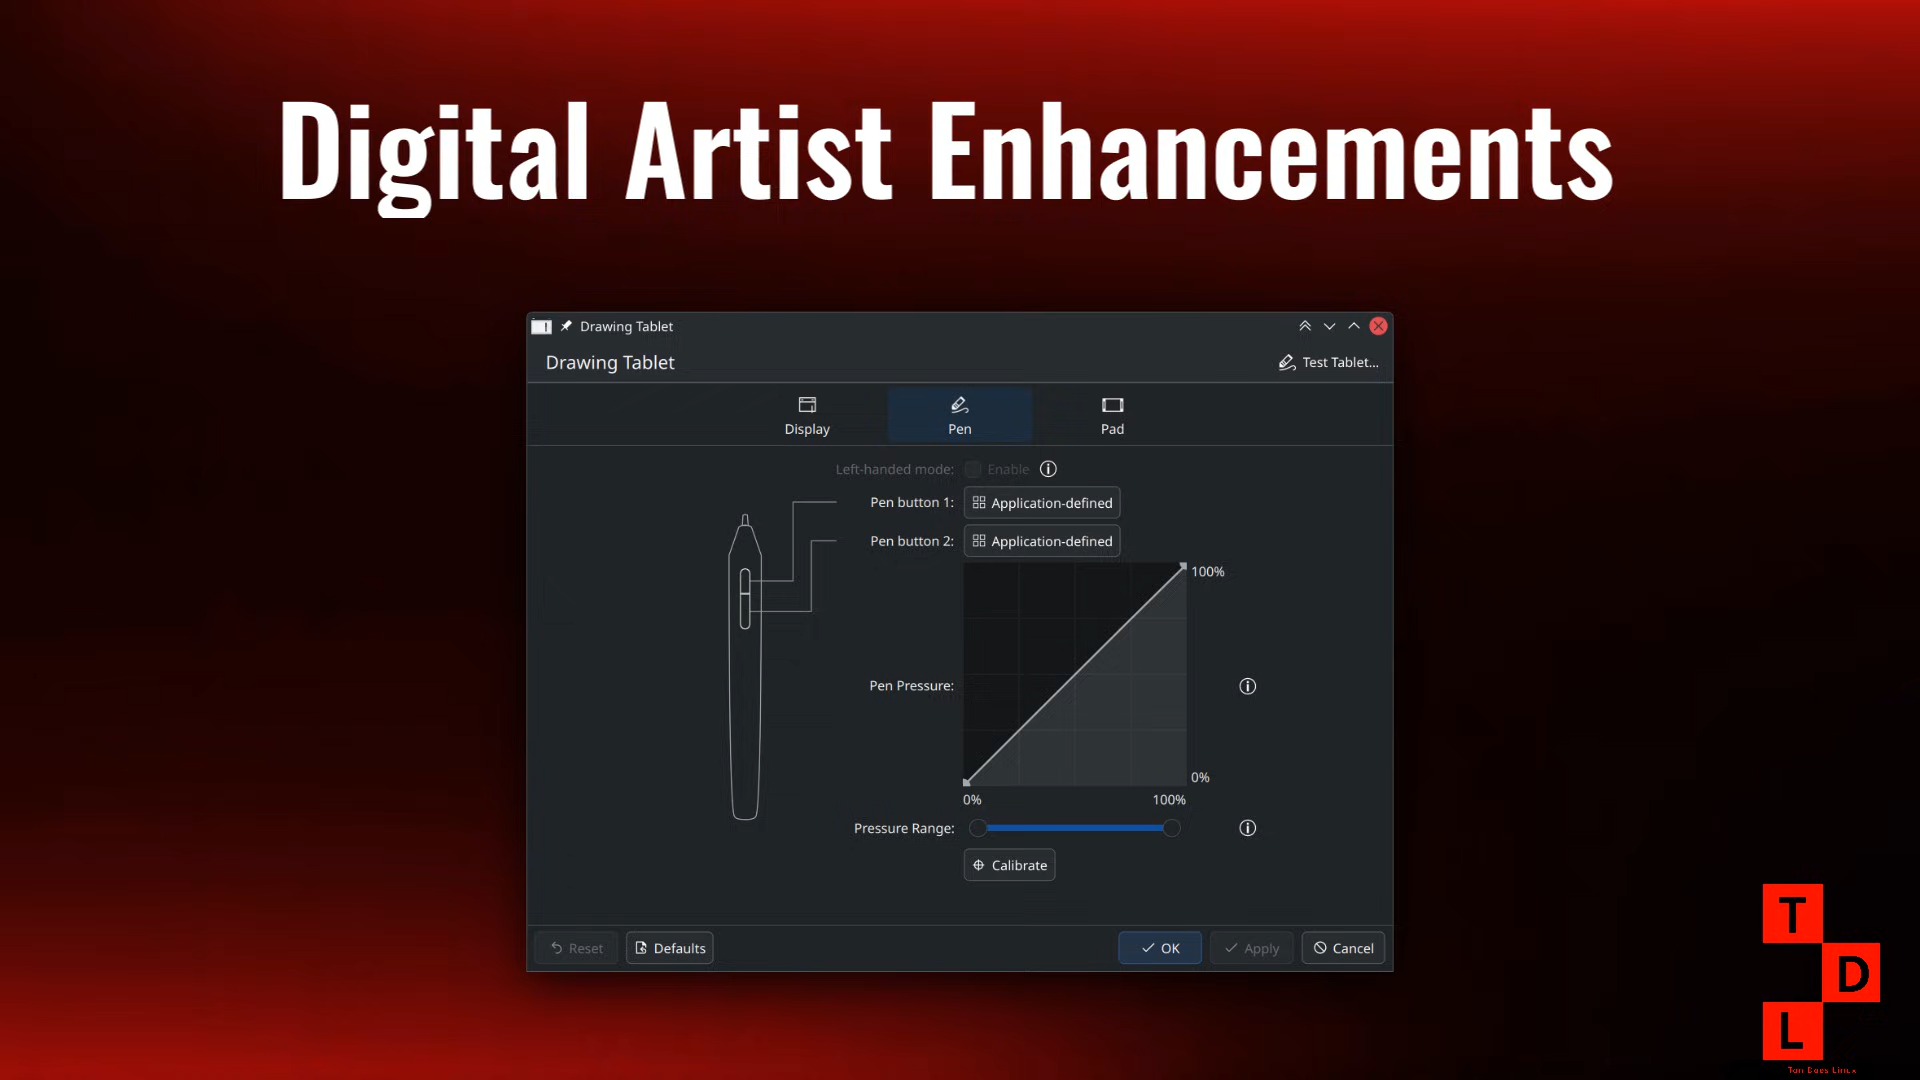 Digital Artist Enhancements
Drawing Tablet
Drawing Tablet
Test Tablet...
Display
Pen
Pad
Left-handed mode: Enable
Pen button 1: Application-defined
Pen button 2: Application-defined
100%
Pen Pressure:
0%
0% 100%
Pressure Range:
Calibrate
Reset
Defaults
OK
Apply
Cancel
T
D
L